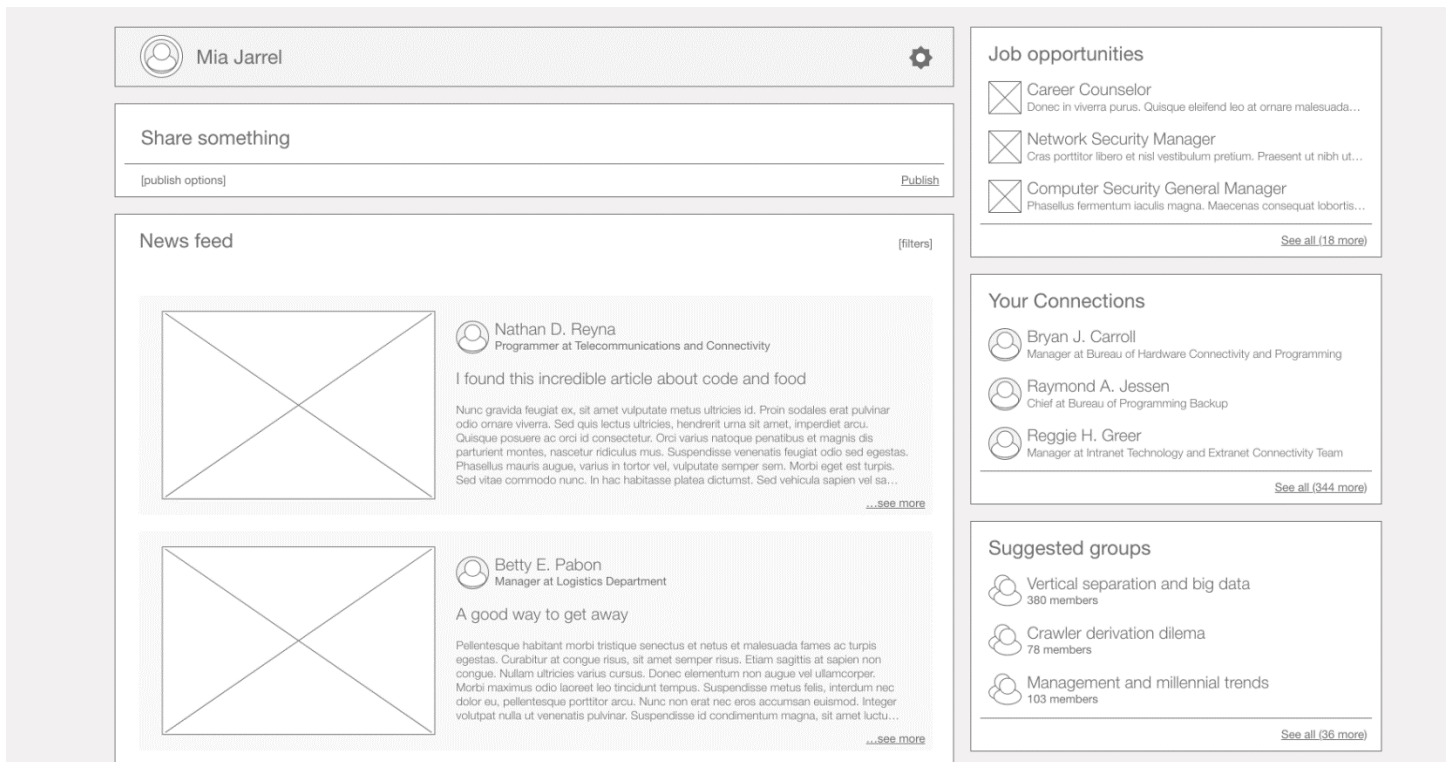 Mia Jarrel
Share something
[publish options]
Publish
News feed
[filters]
Nathan D. Reyna
Programmer at Telecommunications and Connectivity
I found this incredible article about code and food
Nunc gravida feugiat ex, sit amet vulputate metus ultricies id. Proin sodales erat pulvinar
odio ornare viverra. Sed quis lectus ultricies, hendrerit urna sit amet, imperdiet arcu.
Quisque posuere ac orci id consectetur. Orci varius natoque penatibus et magnis dis
parturient montes, nascetur ridiculus mus. Suspendisse venenatis feugiat odio sed egestas.
Phasellus mauris augue, varius in tortor vel, vulputate semper sem. Morbi eget est turpis.
Sed vitae commodo nunc. In hac habitasse platea dictumst. Sed vehicula sapien vel sa…
…see more
Betty E. Pabon
Manager at Logistics Department
A good way to get away
Pellentesque habitant morbi tristique senectus et netus et malesuada fames ac turpis
egestas. Curabitur at congue risus, sit amet semper risus. Etiam sagittis at sapien non
congue. Nullam ultricies varius cursus. Donec elementum non augue vel ullamcorper.
Morbi maximus odio laoreet leo tincidunt tempus. Suspendisse metus felis, interdum nec
dolor eu, pellentesque porttitor arcu. Nunc non erat nec eros accumsan euismod. Integer
volutpat nulla ut venenatis pulvinar. Suspendisse id condimentum magna, sit amet luctu…
…see more
Job opportunities
Career Counselor
Donec in viverra purus. Quisque eleifend leo at ornare malesuada…
Network Security Manager
Cras porttitor libero et nisl vestibulum pretium. Praesent ut nibh ut…
Computer Security General Manager
Phasellus fermentum iaculis magna. Maecenas consequat lobortis…
See all (18 more)
Your Connections
Bryan J. Carroll
Manager at Bureau of Hardware Connectivity and Programming
Raymond A. Jessen
Chief at Bureau of Programming Backup
Reggie H. Greer
Manager at Intranet Technology and Extranet Connectivity Team
See all (344 more)
Suggested groups
Vertical separation and big data
380 members
Crawler derivation dilema
78 members
Management and millennial trends
103 members
See all (36 more)